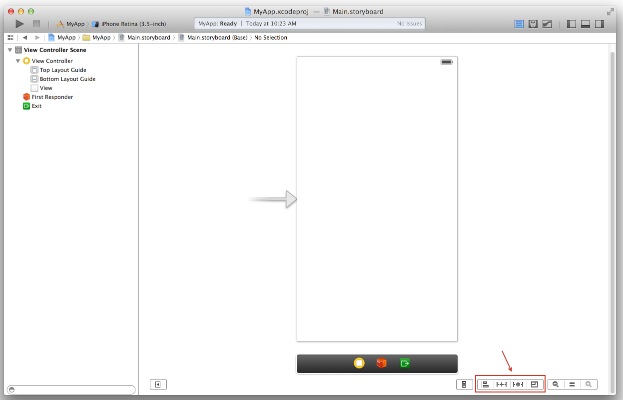 MyApp.xcodeproj — Main.storyboard
MyApp iPhone Retina (3.5-inch)
MyApp: Ready | Today at 10:23 AM
No Issues
MyApp MyApp Main.storyboard Main.storyboard (Base) No Selection
View Controller Scene
View Controller
Top Layout Guide
Bottom Layout Guide
View
First Responder
Exit